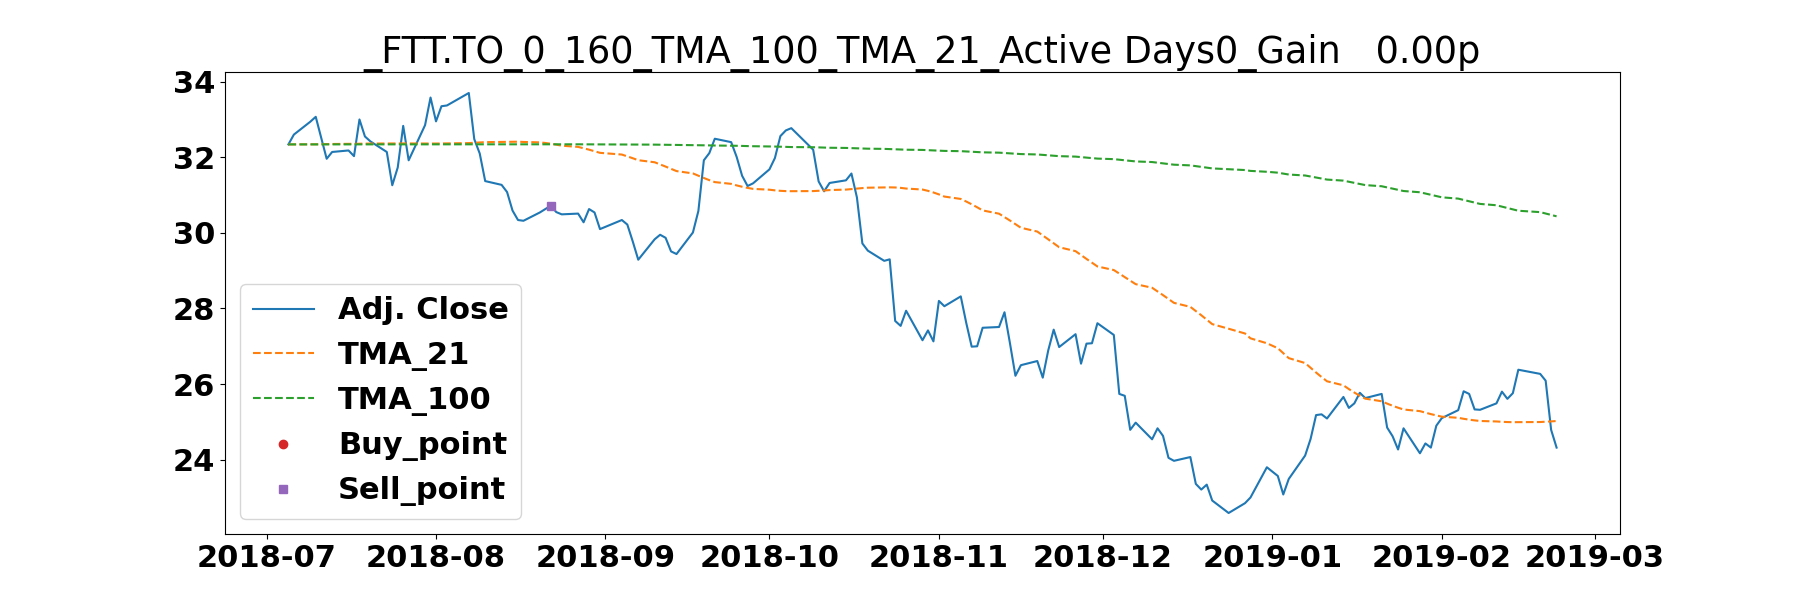 _FTT.TO_0_160_TMA_100_TMA_21_Active Days0_Gain   0.00p
34
32
30
28
26
24
Adj. Close
TMA_21
TMA_100
Buy_point
Sell_point
2018-07 2018-08 2018-09 2018-10 2018-11 2018-12 2019-01 2019-02 2019-03